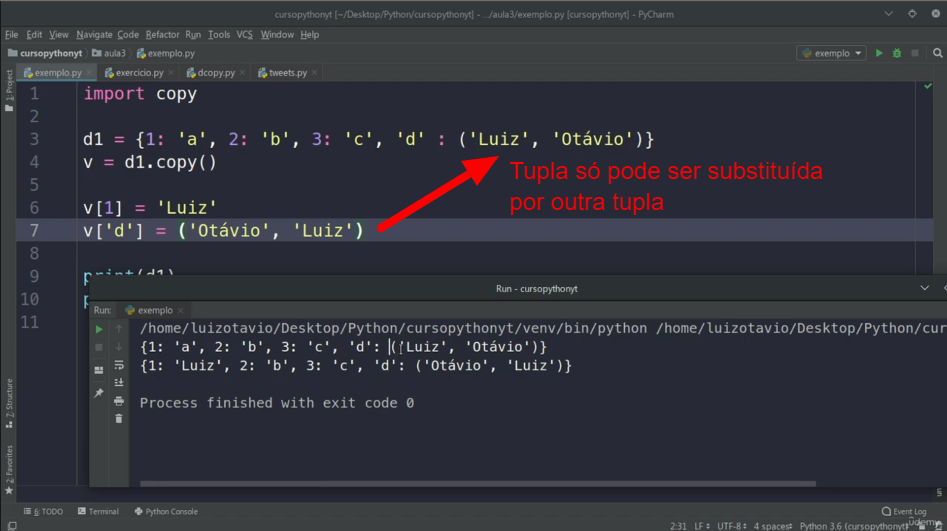 cursopythonyt [~/Desktop/Python/cursopythonyt] - .../aula3/exemplo.py [cursopythonyt] - PyCharm
File Edit View Navigate Code Refactor Run Tools VCS Window Help
cursopythonyt aula3 exemplo.py exemplo
exemplo.py exercicio.py dcopy.py tweets.py
1: Project
1 import copy
2
3 d1 = {1: 'a', 2: 'b', 3: 'c', 'd' : ('Luiz', 'Otávio')}
4 v = d1.copy()
Tupla só pode ser substituída
por outra tupla
5
6 v[1] = 'Luiz'
7 v['d'] = ('Otávio', 'Luiz')
8
9 print(d1)
10 p
11
Run - cursopythonyt
Run: exemplo
/home/luizotavio/Desktop/Python/cursopythonyt/venv/bin/python /home/luizotavio/Desktop/Python/cur
{1: 'a', 2: 'b', 3: 'c', 'd': ('Luiz', 'Otávio')}
{1: 'Luiz', 2: 'b', 3: 'c', 'd': ('Otávio', 'Luiz')}
Process finished with exit code 0
7: Structure
2: Favorites
6: TODO Terminal Python Console Event Log
2:31 LF UTF-8 4 spaces Python 3.6 (cursopythonyt)
udemy